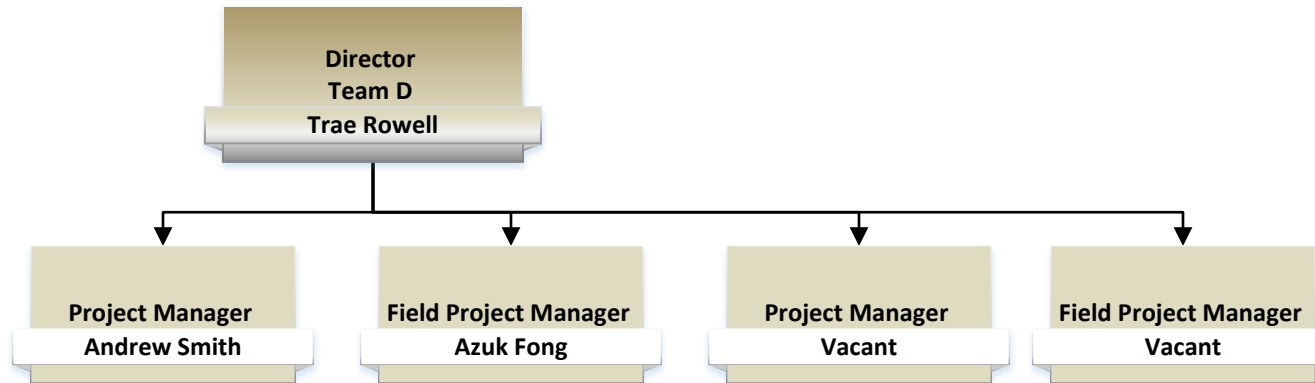 Director
Team D
Trae Rowell
Project Manager
Andrew Smith
Field Project Manager
Azuk Fong
Project Manager
Vacant
Field Project Manager
Vacant